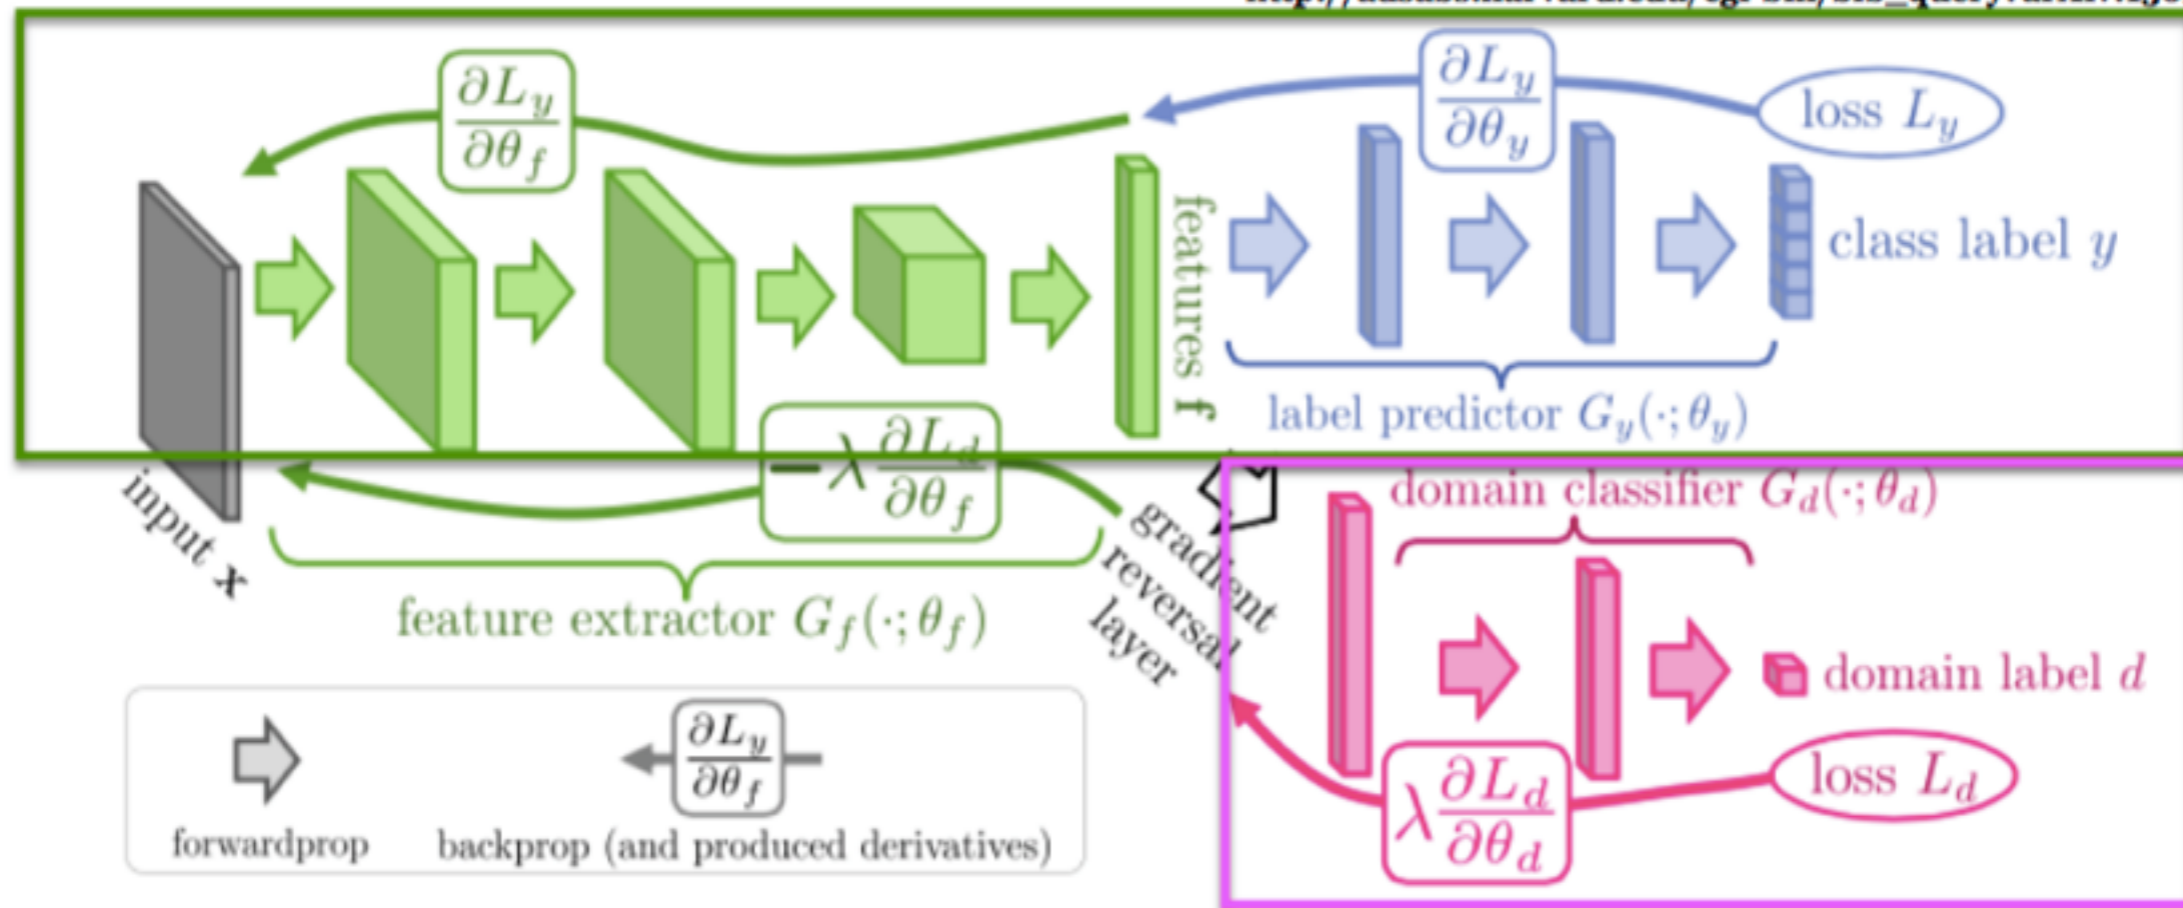 ∂L_y/∂θ_f
∂L_y/∂θ_y
loss L_y
features f
class label y
label predictor G_y(·; θ_y)
−λ ∂L_d/∂θ_f
input x
domain classifier G_d(·; θ_d)
gradient
reversal
layer
feature extractor G_f(·; θ_f)
domain label d
∂L_y/∂θ_f
λ ∂L_d/∂θ_d
loss L_d
forwardprop
backprop (and produced derivatives)